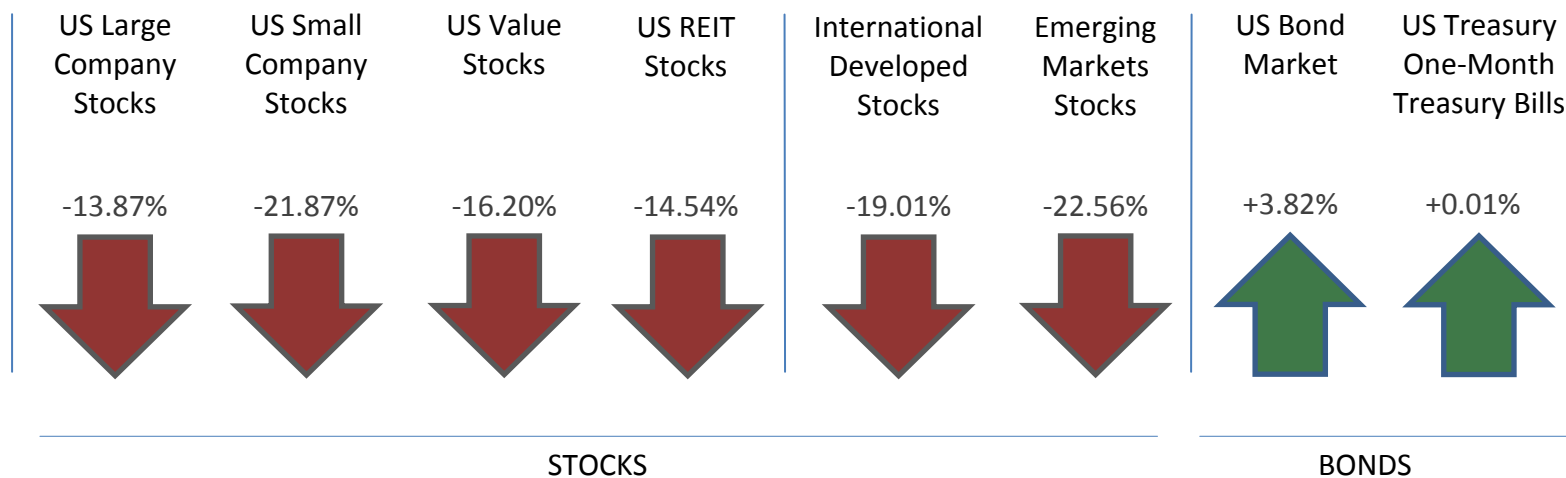 US Large
Company
Stocks
US Small
Company
Stocks
US Value
Stocks
US REIT
Stocks
International
Developed
Stocks
Emerging
Markets
Stocks
US Bond
Market
US Treasury
One-Month
Treasury Bills
-13.87%
-21.87%
-16.20%
-14.54%
-19.01%
-22.56%
+3.82%
+0.01%
STOCKS
BONDS